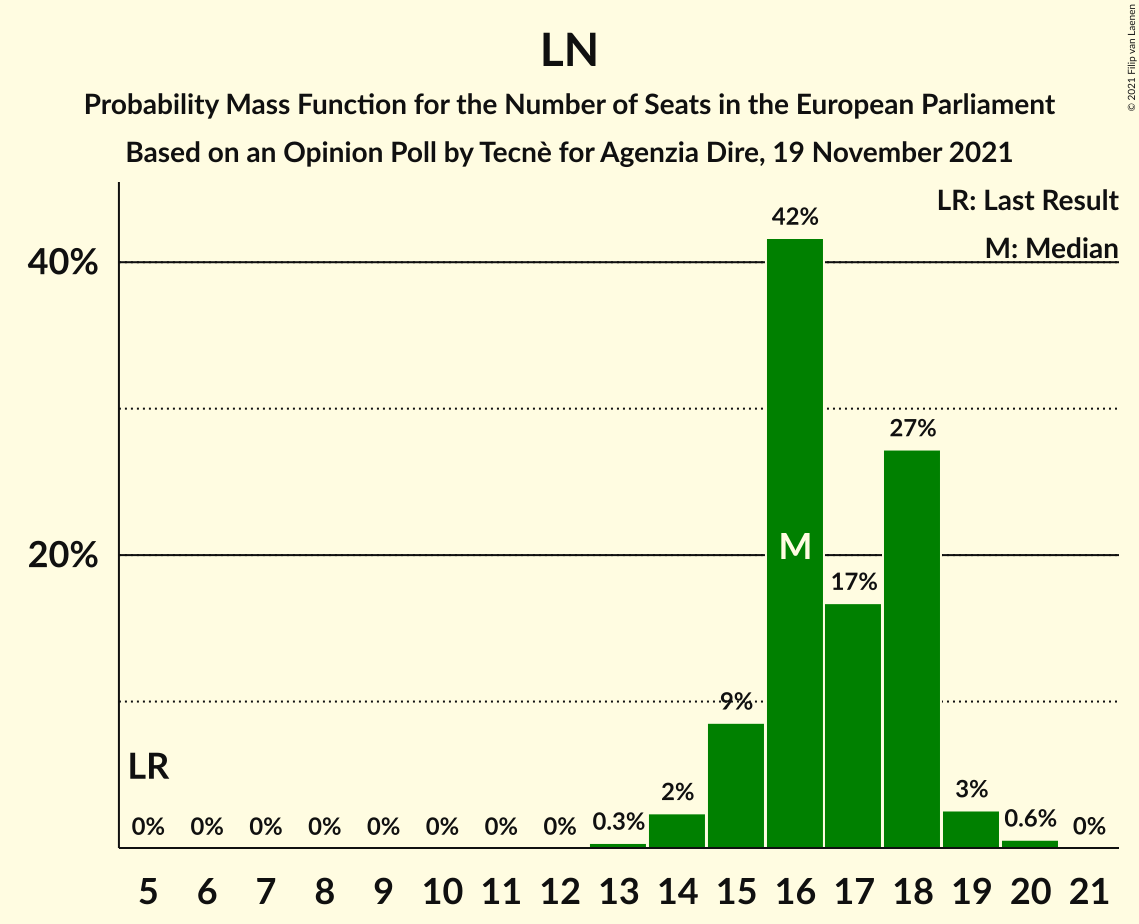 LN
Probability Mass Function for the Number of Seats in the European Parliament
Based on an Opinion Poll by Tecnè for Agenzia Dire, 19 November 2021
© 2021 Filip van Laenen
LR: Last Result
M: Median
40%
20%
42%
27%
M
17%
9%
LR
2%
3%
0% 0% 0% 0% 0% 0% 0% 0% 0.3% 0.6% 0%
5 6 7 8 9 10 11 12 13 14 15 16 17 18 19 20 21